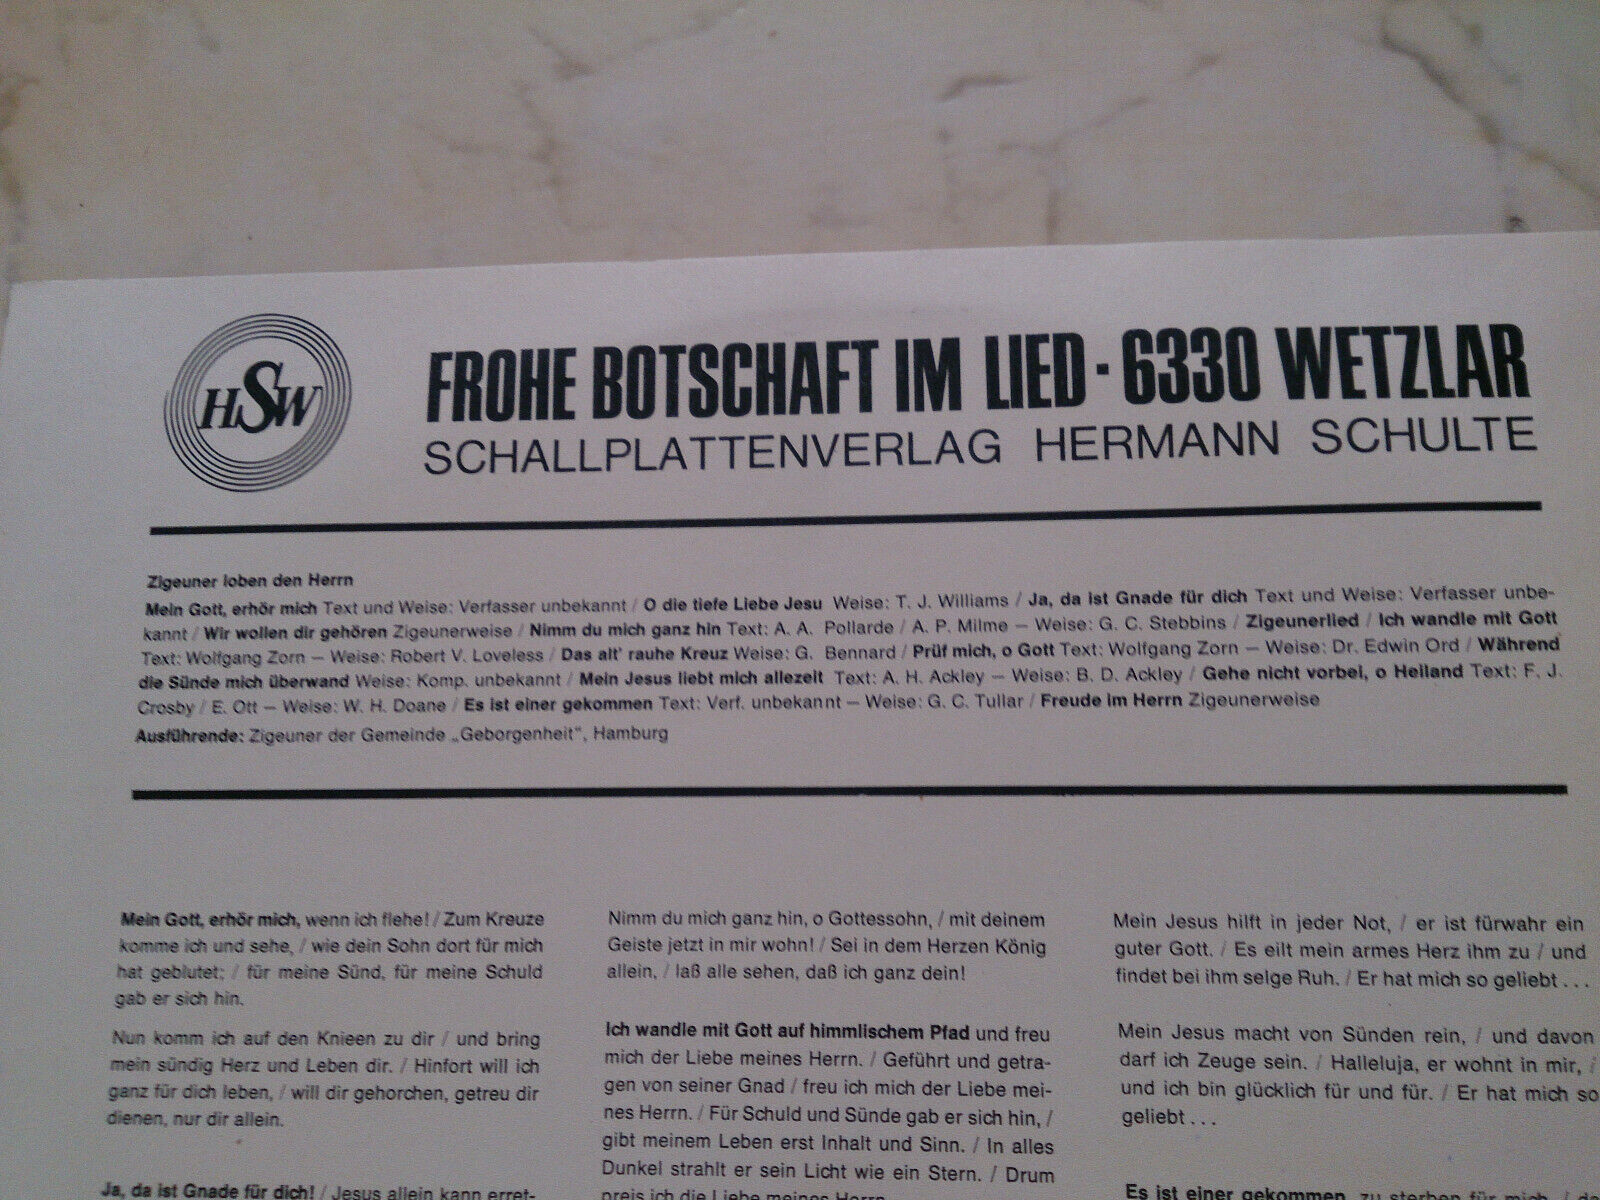 HSW
FROHE BOTSCHAFT IM LIED · 6330 WETZLAR
SCHALLPLATTENVERLAG HERMANN SCHULTE
Zigeuner loben den Herrn
Mein Gott, erhör mich Text und Weise: Verfasser unbekannt / O die tiefe Liebe Jesu Weise: T. J. Williams / Ja, da ist Gnade für dich Text und Weise: Verfasser unbe-
kannt / Wir wollen dir gehören Zigeunerweise / Nimm du mich ganz hin Text: A. A. Pollarde / A. P. Milme – Weise: G. C. Stebbins / Zigeunerlied / Ich wandle mit Gott
Text: Wolfgang Zorn – Weise: Robert V. Loveless / Das alt' rauhe Kreuz Weise: G. Bennard / Prüf mich, o Gott Text: Wolfgang Zorn – Weise: Dr. Edwin Ord / Während
die Sünde mich überwand Weise: Komp. unbekannt / Mein Jesus liebt mich allezeit Text: A. H. Ackley – Weise: B. D. Ackley / Gehe nicht vorbei, o Heiland Text: F. J.
Crosby / E. Ott – Weise: W. H. Doane / Es ist einer gekommen Text: Verf. unbekannt – Weise: G. C. Tullar / Freude im Herrn Zigeunerweise
Ausführende: Zigeuner der Gemeinde „Geborgenheit", Hamburg
Mein Gott, erhör mich, wenn ich flehe! / Zum Kreuze
komme ich und sehe, / wie dein Sohn dort für mich
hat geblutet; / für meine Sünd, für meine Schuld
gab er sich hin.
Nun komm ich auf den Knieen zu dir / und bring
mein sündig Herz und Leben dir. / Hinfort will ich
ganz für dich leben, / will dir gehorchen, getreu dir
dienen, nur dir allein.
Ja, da ist Gnade für dich! / Jesus allein kann erret-
Nimm du mich ganz hin, o Gottessohn, / mit deinem
Geiste jetzt in mir wohn! / Sei in dem Herzen König
allein, / laß alle sehen, daß ich ganz dein!
Ich wandle mit Gott auf himmlischem Pfad und freu
mich der Liebe meines Herrn. / Geführt und getra-
gen von seiner Gnad / freu ich mich der Liebe mei-
nes Herrn. / Für Schuld und Sünde gab er sich hin, /
gibt meinem Leben erst Inhalt und Sinn. / In alles
Dunkel strahlt er sein Licht wie ein Stern. / Drum
preis ich die Liebe meines Herrn.
Mein Jesus hilft in jeder Not, / er ist fürwahr ein
guter Gott. / Es eilt mein armes Herz ihm zu / und
findet bei ihm selge Ruh. / Er hat mich so geliebt . . .
Mein Jesus macht von Sünden rein, / und davon
darf ich Zeuge sein. / Halleluja, er wohnt in mir, /
und ich bin glücklich für und für. / Er hat mich so
geliebt . . .
Es ist einer gekommen, zu sterben für mich, / da